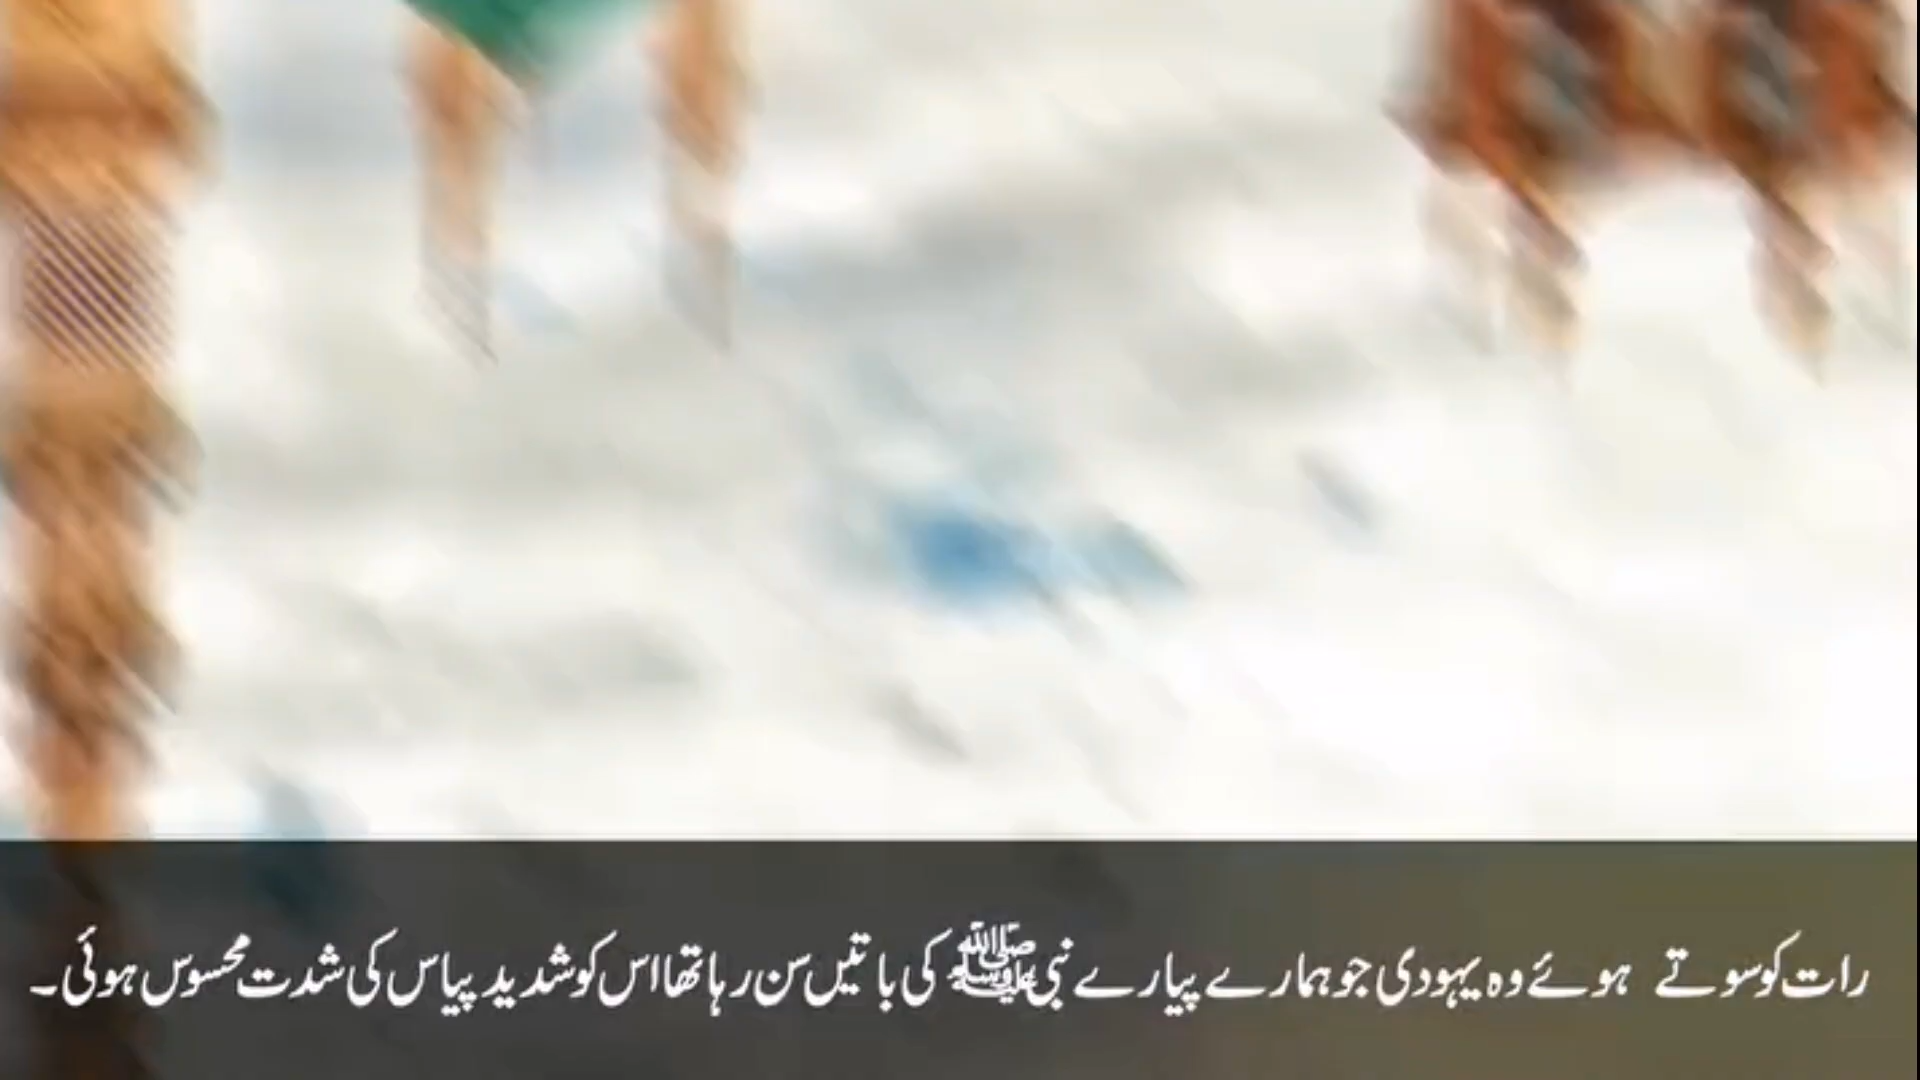 رات کو سوتے ہوئے وہ یہودی جو ہمارے پیارے نبی ﷺ کی باتیں سن رہا تھا اس کو شدید پیاس کی شدت محسوس ہوئی۔